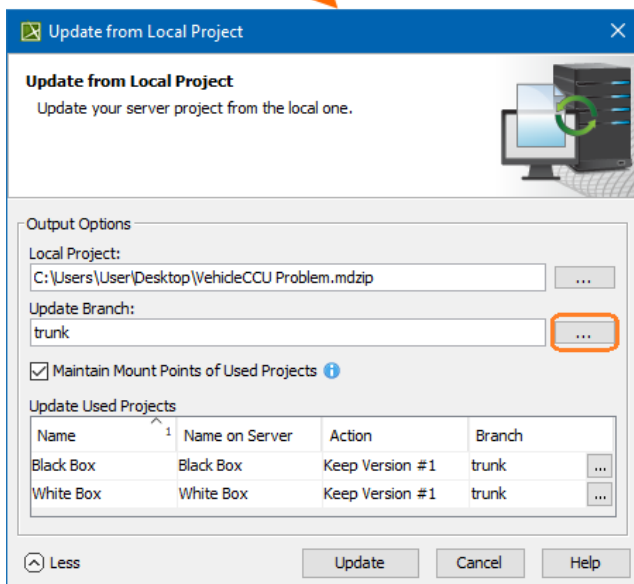 Update from Local Project
Update from Local Project
Update your server project from the local one.
Output Options
Local Project:
C:\Users\User\Desktop\VehicleCCU Problem.mdzip ...
Update Branch:
trunk ...
Maintain Mount Points of Used Projects i
Update Used Projects
Name 1 Name on Server Action Branch
Black Box Black Box Keep Version #1 trunk ...
White Box White Box Keep Version #1 trunk ...
Less Update Cancel Help